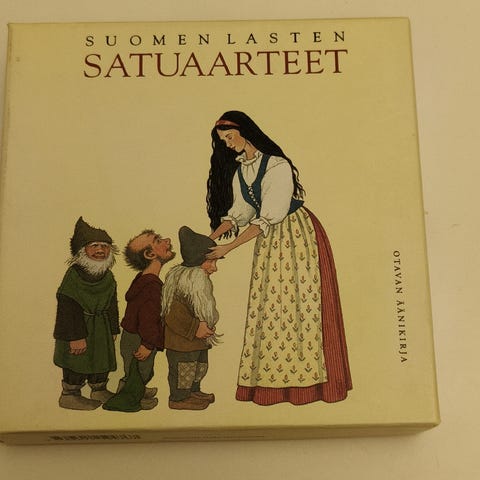 SUOMEN LASTEN
SATUAARTEET
OTAVAN ÄÄNIKIRJA